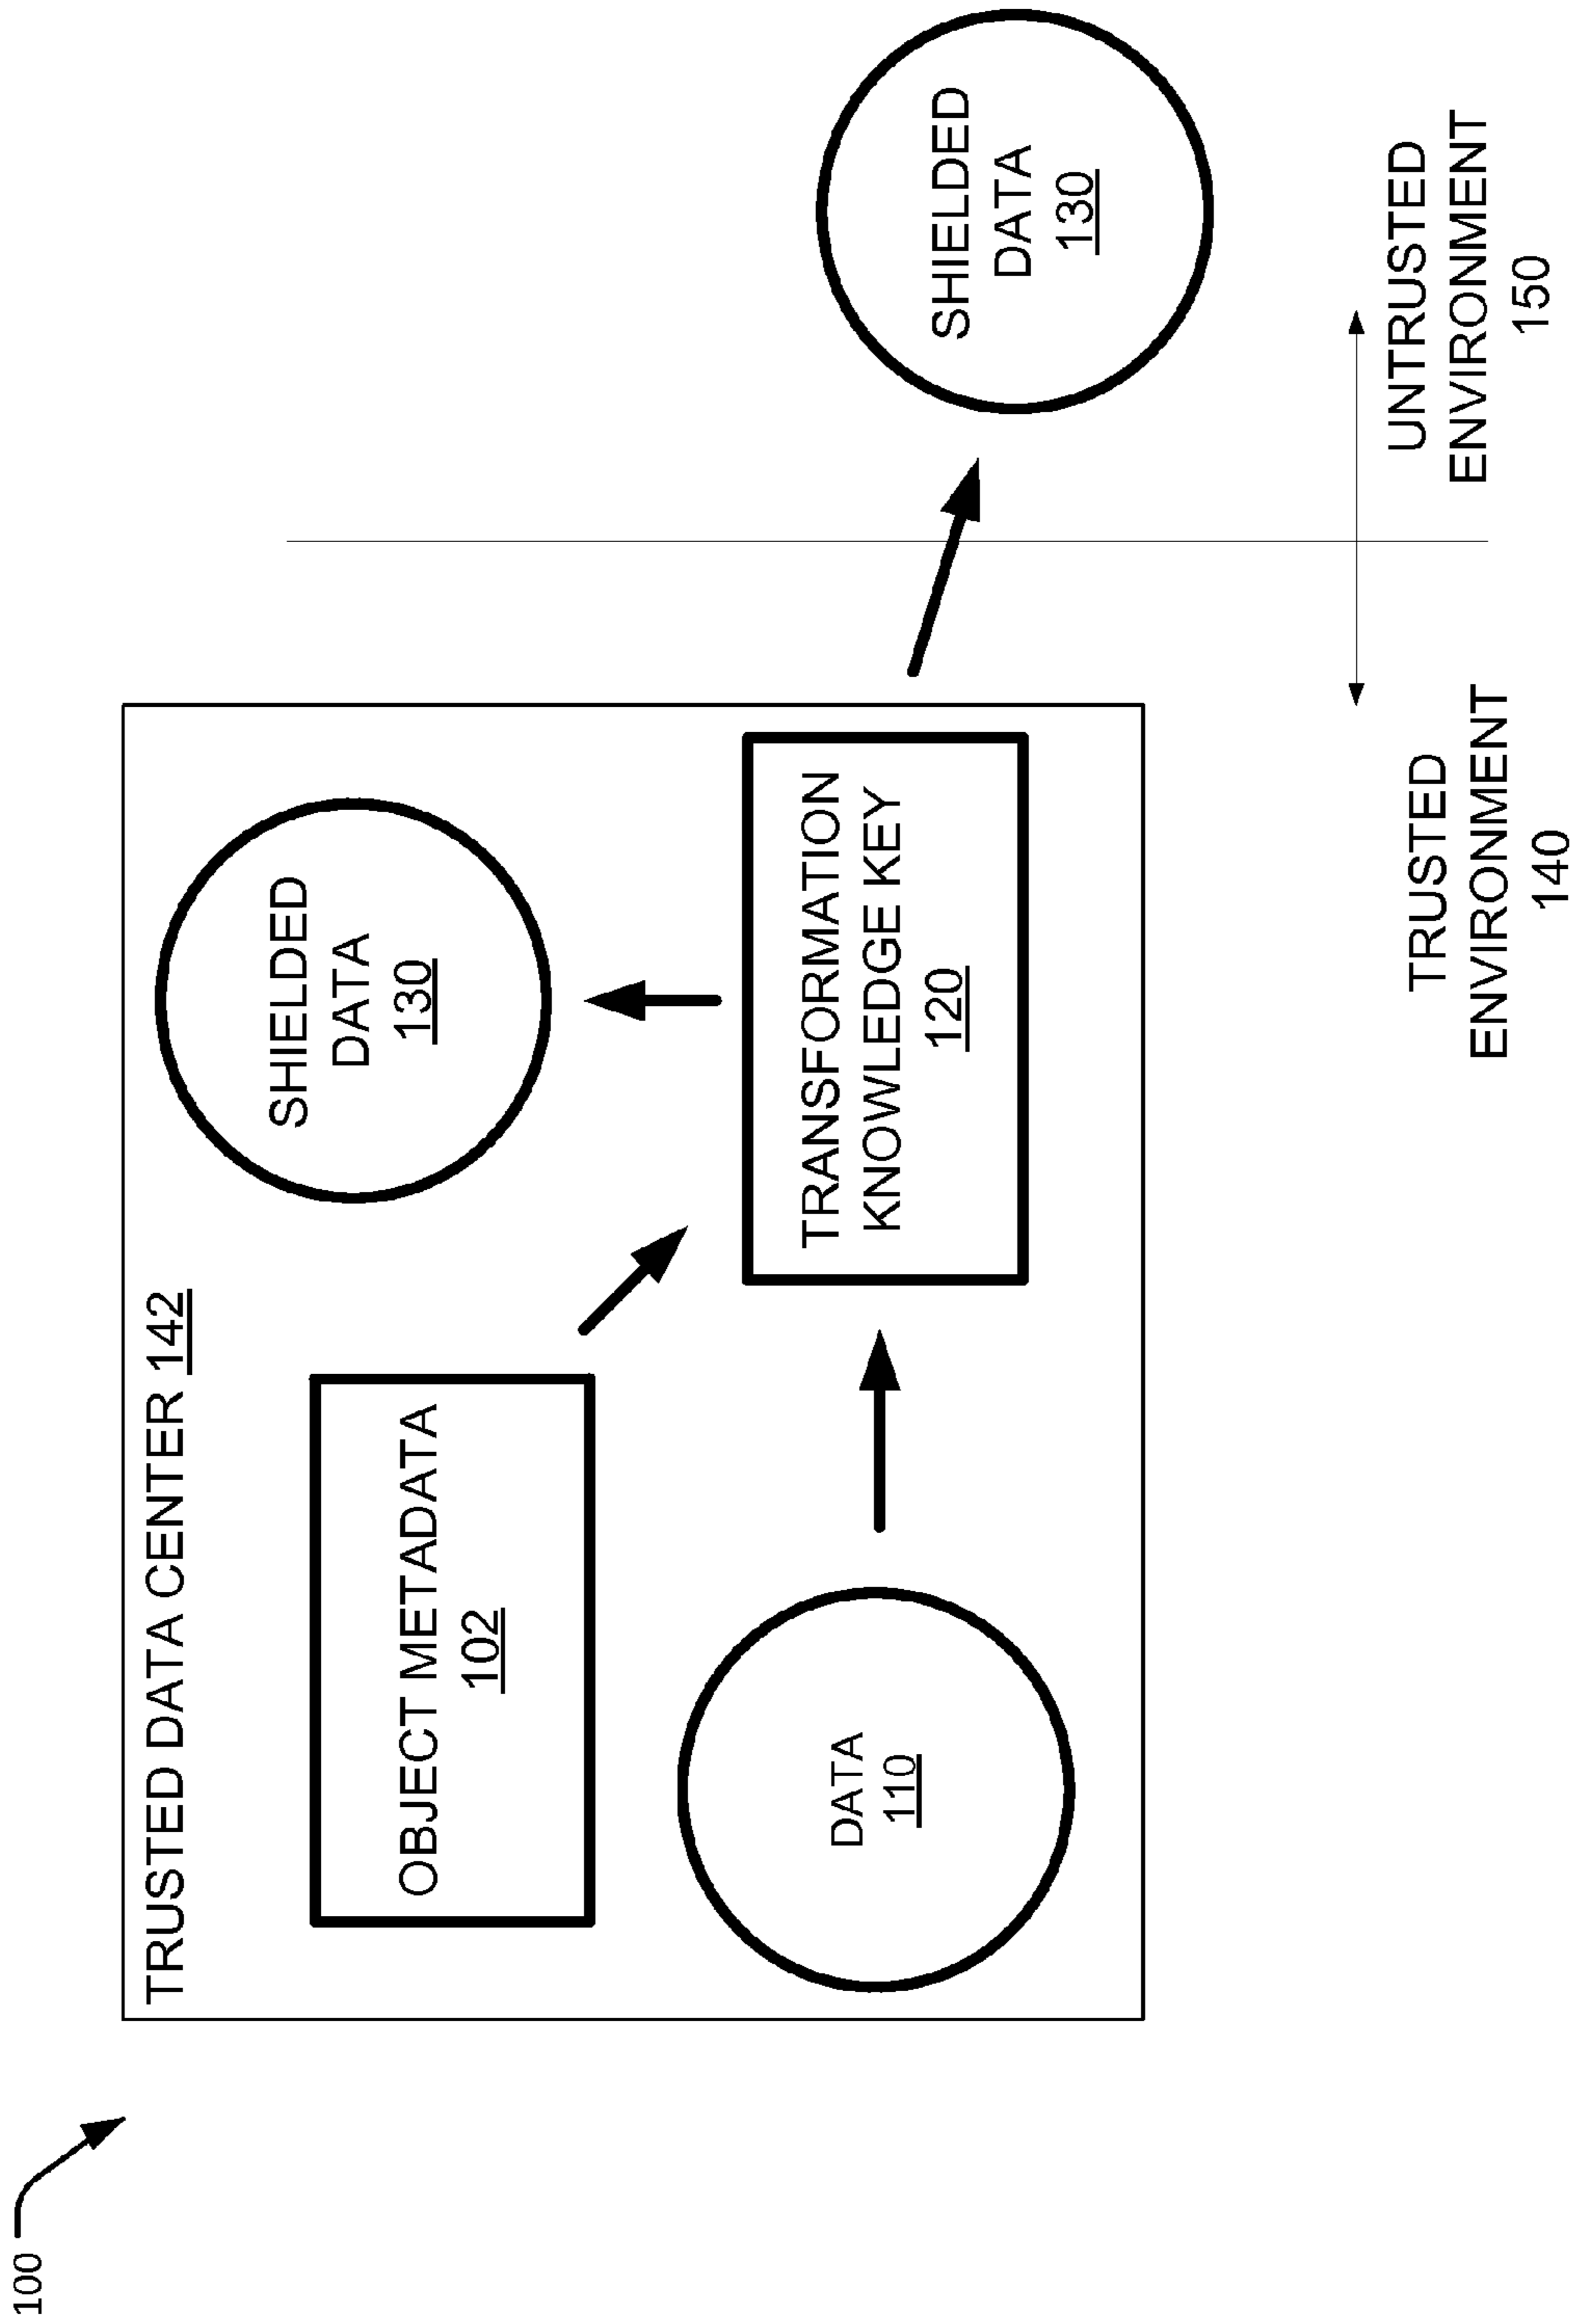 100
TRUSTED DATA CENTER 142
OBJECT METADATA
102
SHIELDED
DATA
130
DATA
110
TRANSFORMATION
KNOWLEDGE KEY
120
SHIELDED
DATA
130
TRUSTED
ENVIRONMENT
140
UNTRUSTED
ENVIRONMENT
150